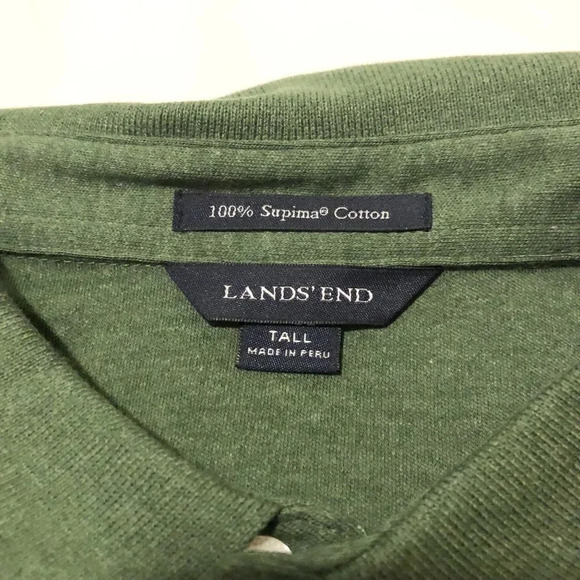 100% Supima® Cotton
LANDS' END
TALL
MADE IN PERU